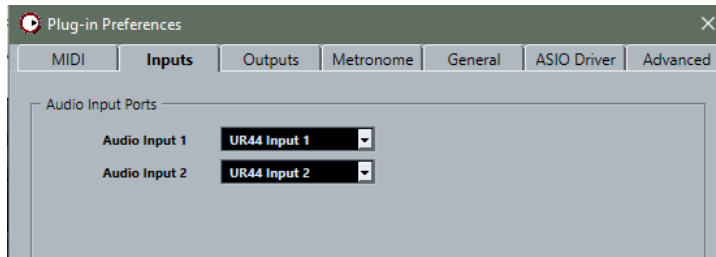 Plug-in Preferences
MIDI Inputs Outputs Metronome General ASIO Driver Advanced
Audio Input Ports
Audio Input 1 UR44 Input 1
Audio Input 2 UR44 Input 2